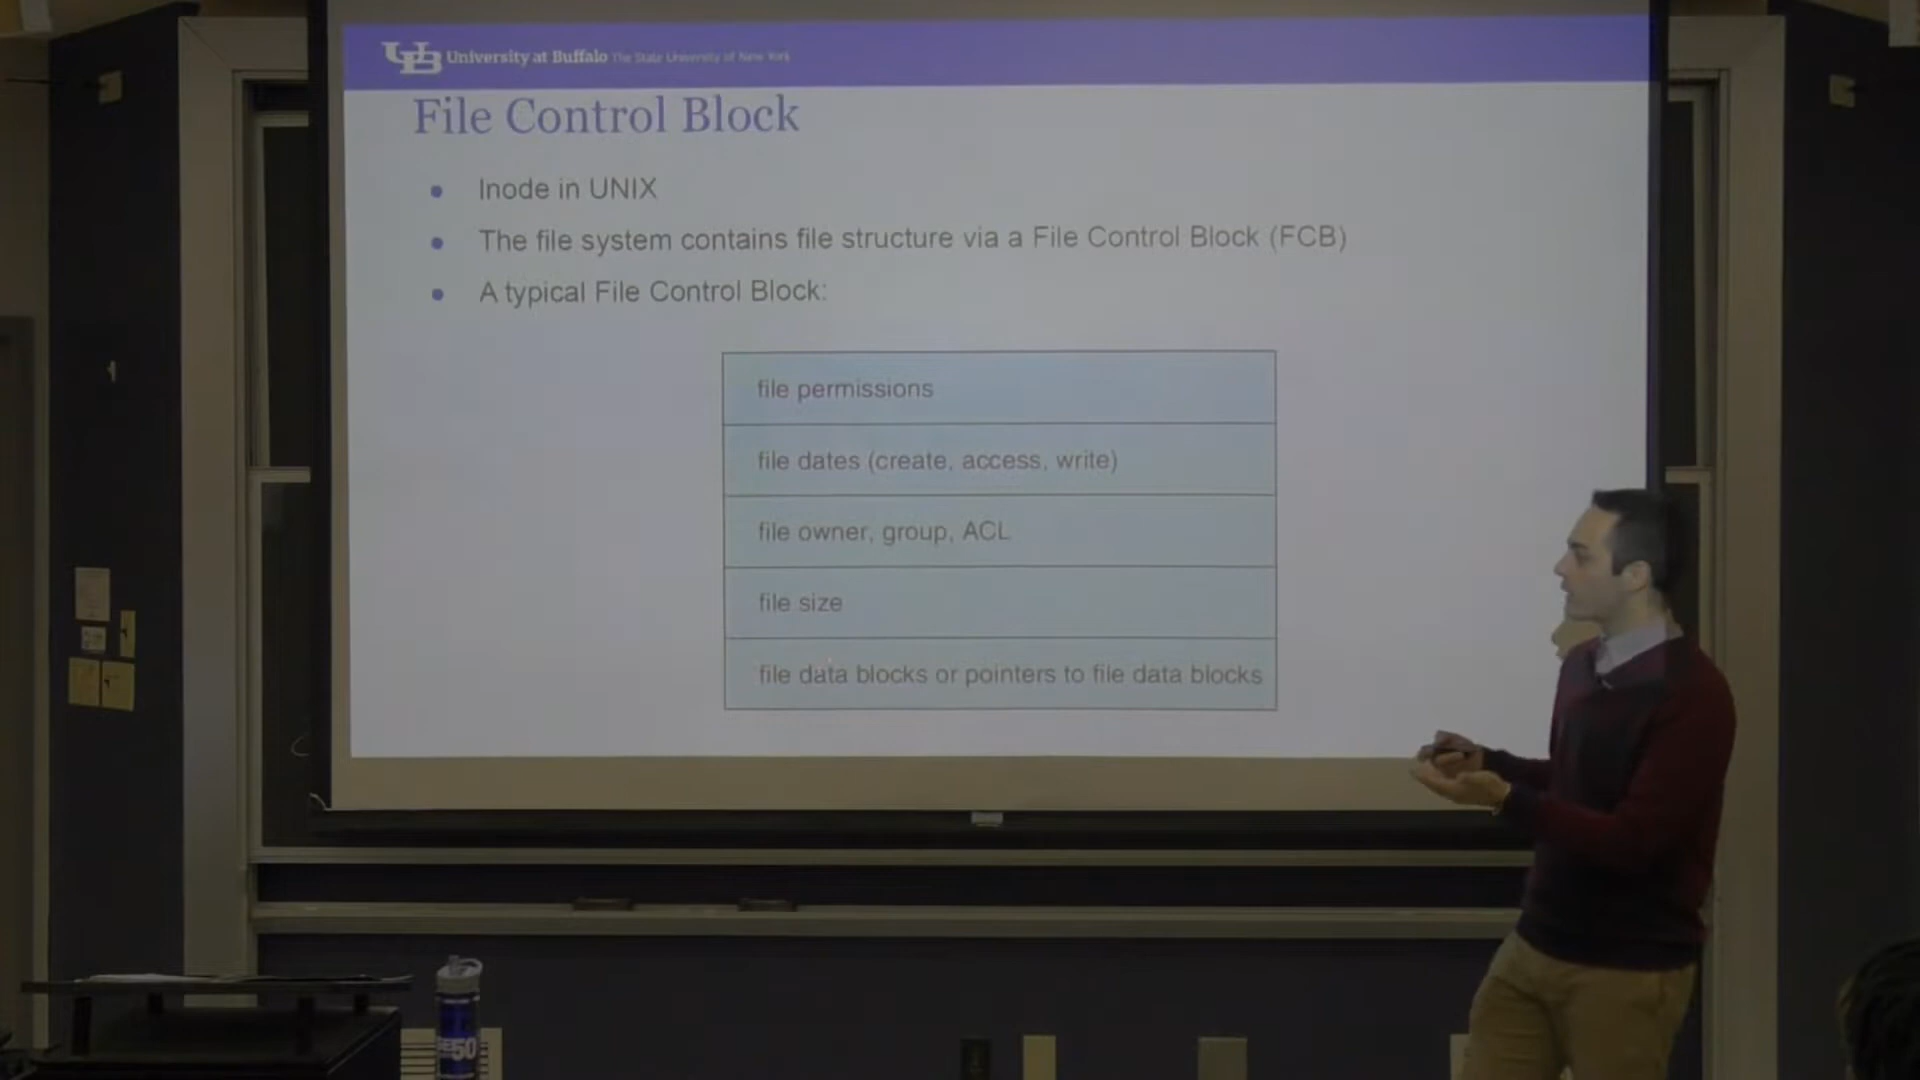 University at Buffalo The State University of New York
File Control Block
Inode in UNIX
The file system contains file structure via a File Control Block (FCB)
A typical File Control Block:
file permissions
file dates (create, access, write)
file owner, group, ACL
file size
file data blocks or pointers to file data blocks
50